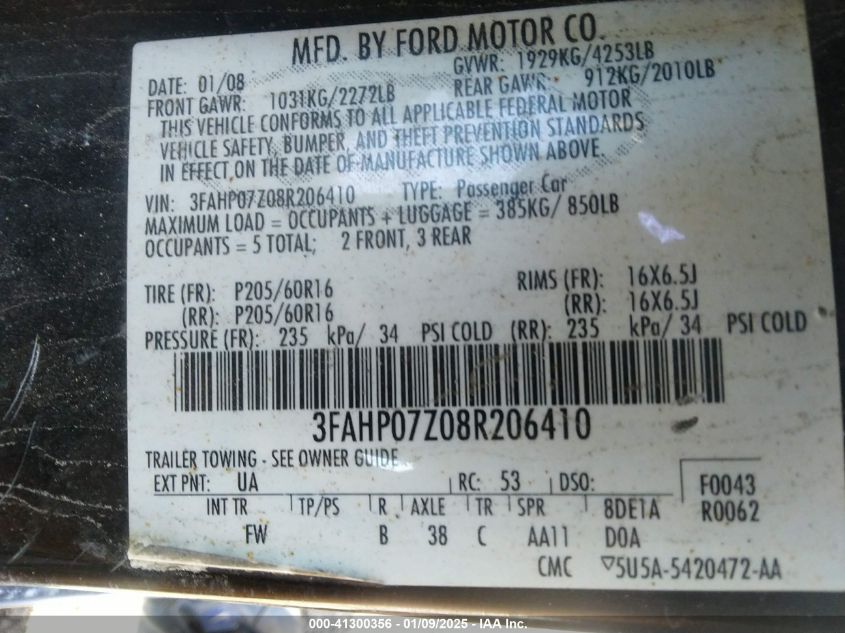 MFD. BY FORD MOTOR CO.
DATE: 01/08 GVWR: 1929KG/4253LB
FRONT GAWR: 1031KG/2272LB REAR GAWR: 912KG/2010LB
THIS VEHICLE CONFORMS TO ALL APPLICABLE FEDERAL MOTOR
VEHICLE SAFETY, BUMPER, AND THEFT PREVENTION STANDARDS
IN EFFECT ON THE DATE OF MANUFACTURE SHOWN ABOVE.
VIN: 3FAHP07Z08R206410 TYPE: Passenger Car
MAXIMUM LOAD = OCCUPANTS + LUGGAGE = 385KG/ 850LB
OCCUPANTS = 5 TOTAL; 2 FRONT, 3 REAR
TIRE (FR): P205/60R16 RIMS (FR): 16X6.5J
(RR): P205/60R16 (RR): 16X6.5J
PRESSURE (FR): 235 kPa/ 34 PSI COLD (RR): 235 kPa/ 34 PSI COLD
3FAHP07Z08R206410
TRAILER TOWING - SEE OWNER GUIDE
EXT PNT: UA RC: 53 DSO: F0043
INT TR TP/PS R AXLE TR SPR 8DE1A R0062
FW B 38 C AA11 D0A
CMC ▽5U5A-5420472-AA
000-41300356 - 01/09/2025 - IAA Inc.